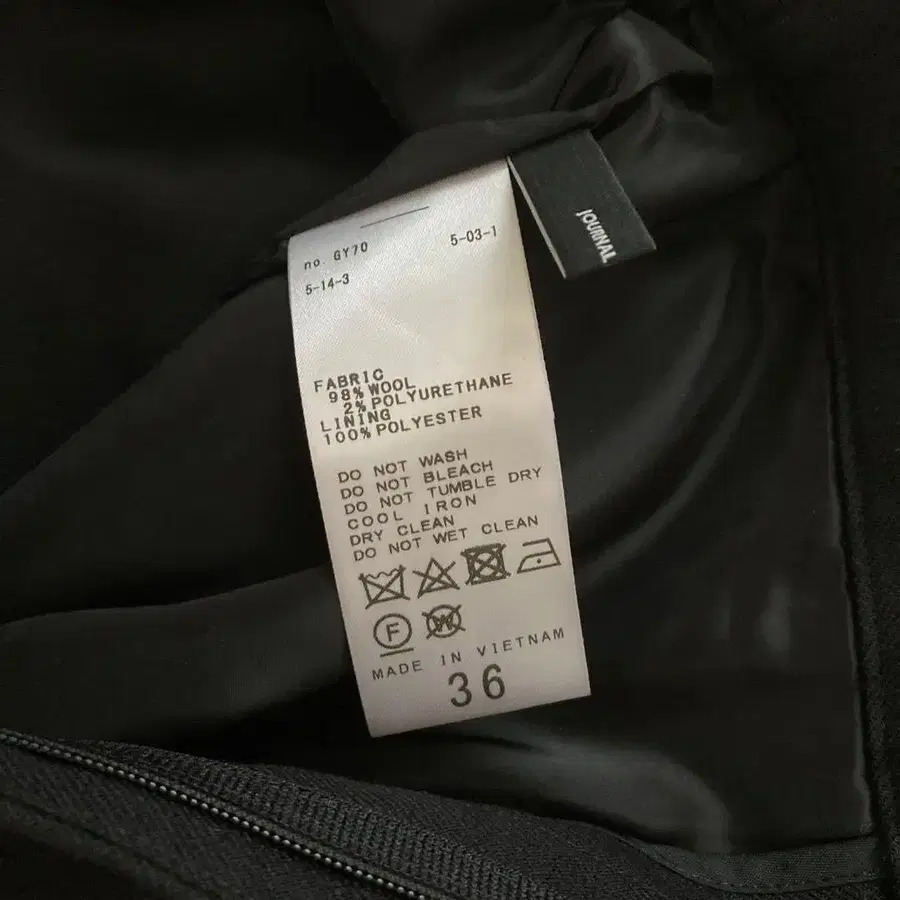 no. GY70
5-03-1
5-14-3
FABRIC
98% WOOL
2% POLYURETHANE
LINING
100% POLYESTER
DO NOT WASH
DO NOT BLEACH
DO NOT TUMBLE DRY
COOL IRON
DRY CLEAN
DO NOT WET CLEAN
F
W
MADE IN VIETNAM
36
JOURNAL